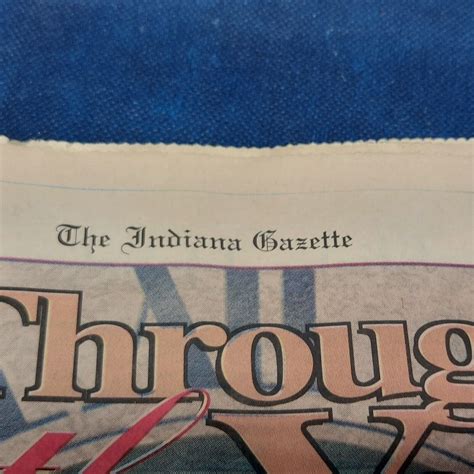 The Indiana Gazette
Throug